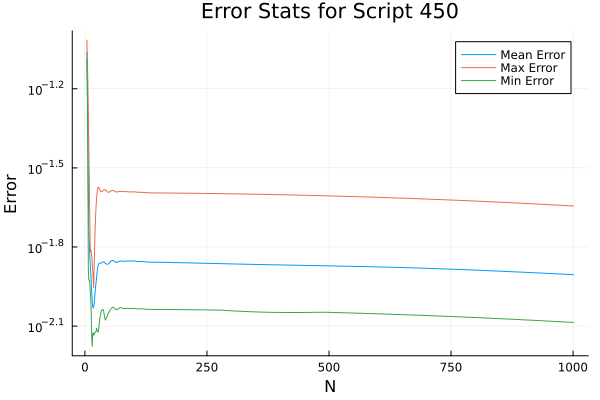 Error Stats for Script 450
Mean Error
Max Error
Min Error
Error
10^−1.2
10^−1.5
10^−1.8
10^−2.1
0 250 500 750 1000
N